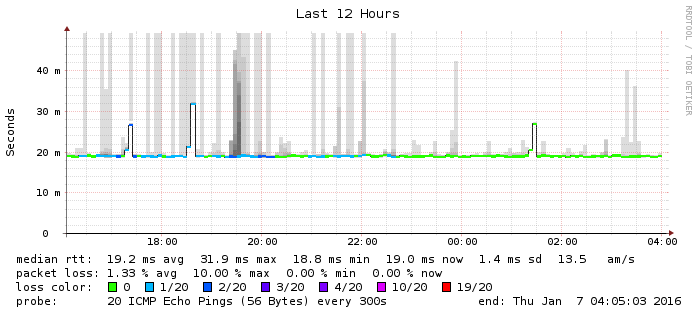 Last 12 Hours
RRDTOOL / TOBI OETIKER
Seconds
40 m
30 m
20 m
10 m
0
18:00 20:00 22:00 00:00 02:00 04:00
median rtt: 19.2 ms avg 31.9 ms max 18.8 ms min 19.0 ms now 1.4 ms sd 13.5 am/s
packet loss: 1.33 % avg 10.00 % max 0.00 % min 0.00 % now
loss color: 0 1/20 2/20 3/20 4/20 10/20 19/20
probe: 20 ICMP Echo Pings (56 Bytes) every 300s end: Thu Jan 7 04:05:03 2016